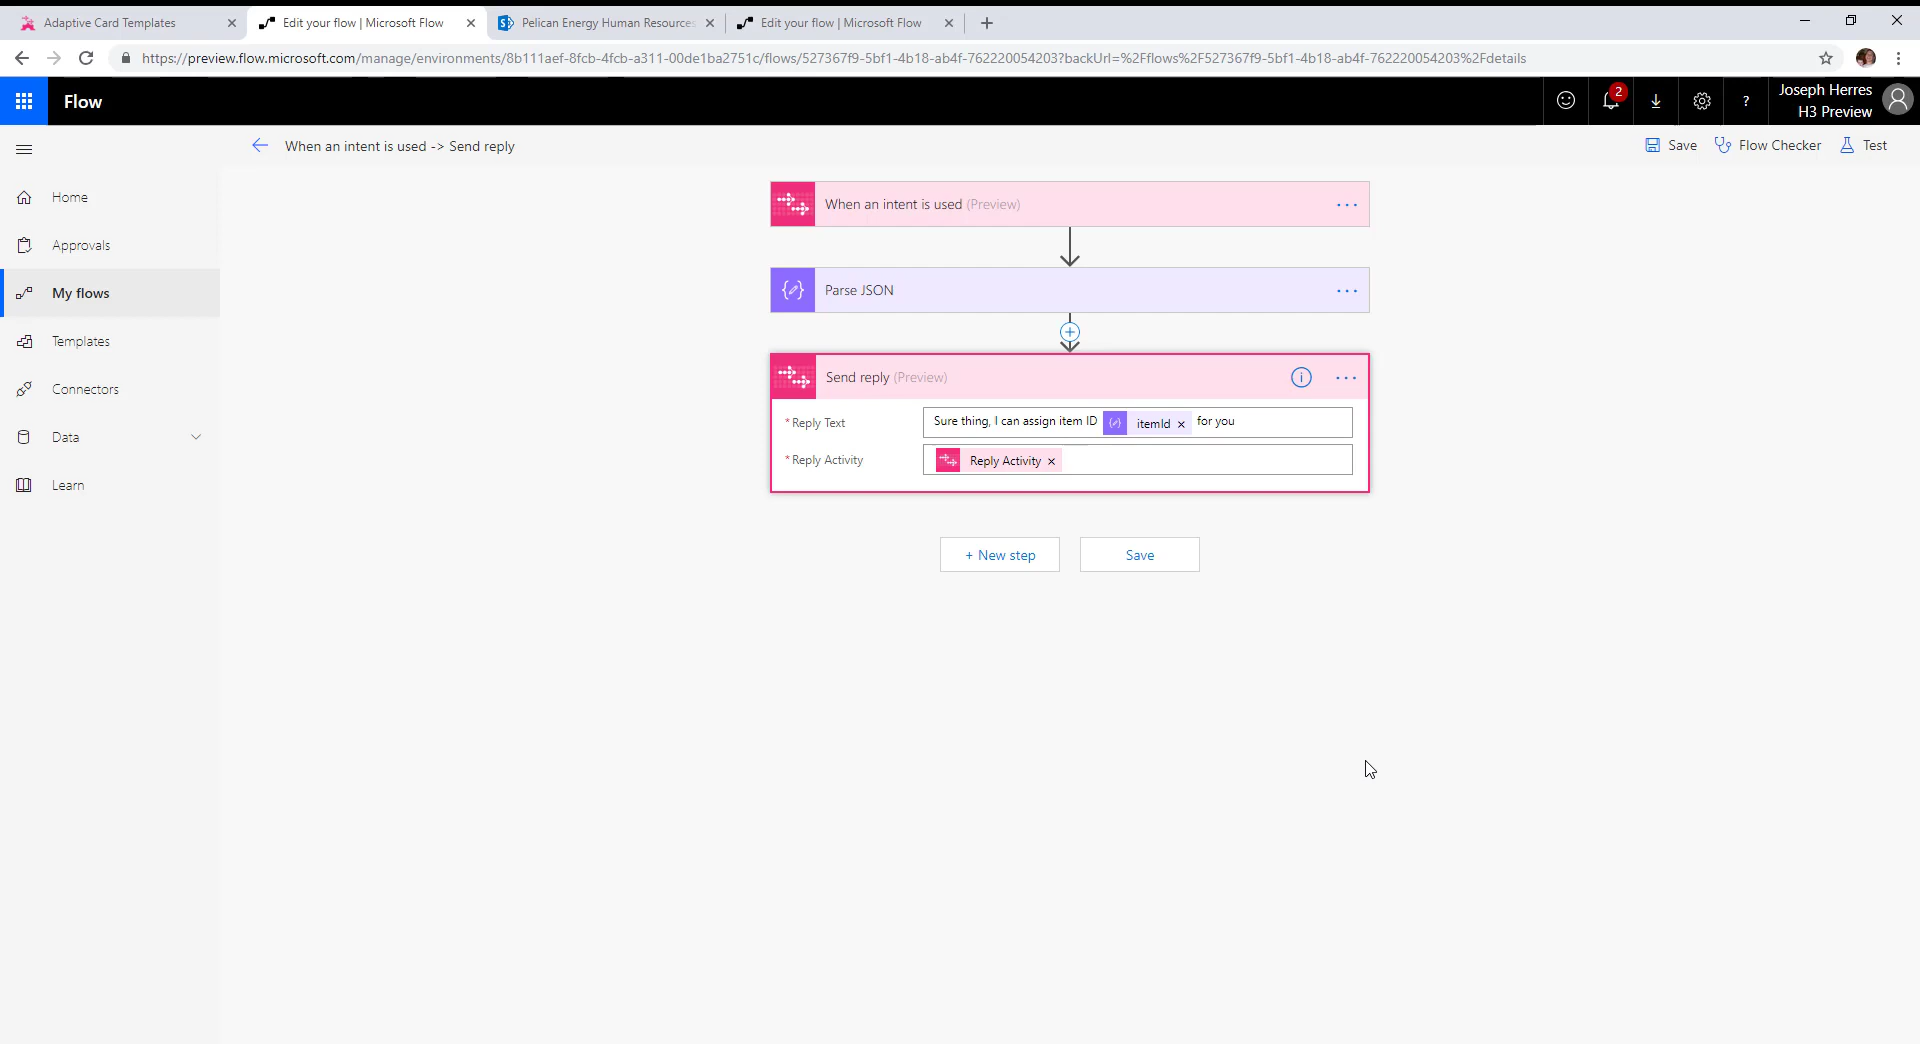 Adaptive Card Templates
Edit your flow | Microsoft Flow
Pelican Energy Human Resources
Edit your flow | Microsoft Flow
https://preview.flow.microsoft.com/manage/environments/8b111aef-8fcb-4fcb-a311-00de1ba2751c/flows/527367f9-5bf1-4b18-ab4f-762220054203?backUrl=%2Fflows%2F527367f9-5bf1-4b18-ab4f-762220054203%2Fdetails
Flow
2
?
Joseph Herres
H3 Preview
When an intent is used -> Send reply
Save
Flow Checker
Test
Home
Approvals
My flows
Templates
Connectors
Data
Learn
When an intent is used (Preview)
Parse JSON
Send reply (Preview)
*Reply Text
Sure thing, I can assign item ID itemId × for you
*Reply Activity
Reply Activity ×
+ New step
Save